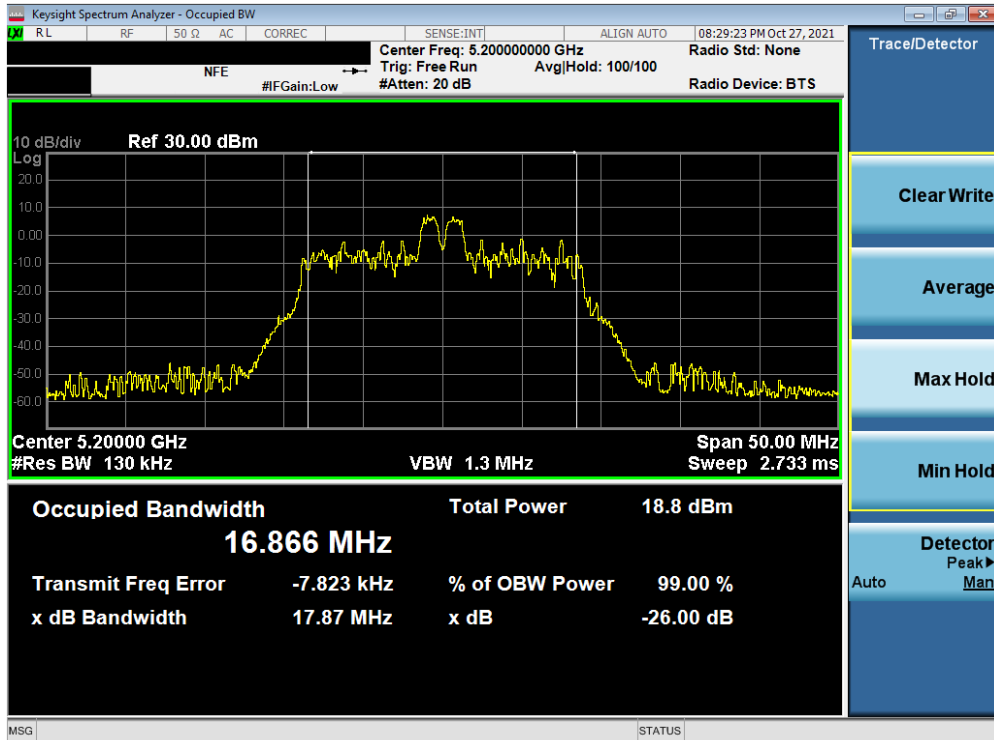 Keysight Spectrum Analyzer - Occupied BW
LXI RL RF 50 Ω AC CORREC SENSE:INT ALIGN AUTO 08:29:23 PM Oct 27, 2021
Center Freq: 5.200000000 GHz Radio Std: None
NFE Trig: Free Run Avg|Hold: 100/100
#IFGain:Low #Atten: 20 dB Radio Device: BTS
10 dB/div Ref 30.00 dBm
Log
20.0
10.0
0.00
-10.0
-20.0
-30.0
-40.0
-50.0
-60.0
Center 5.20000 GHz Span 50.00 MHz
#Res BW 130 kHz VBW 1.3 MHz Sweep 2.733 ms
Occupied Bandwidth Total Power 18.8 dBm
16.866 MHz
Transmit Freq Error -7.823 kHz % of OBW Power 99.00 %
x dB Bandwidth 17.87 MHz x dB -26.00 dB
MSG STATUS
Trace/Detector
Clear Write
Average
Max Hold
Min Hold
Detector
Peak▶
Auto Man